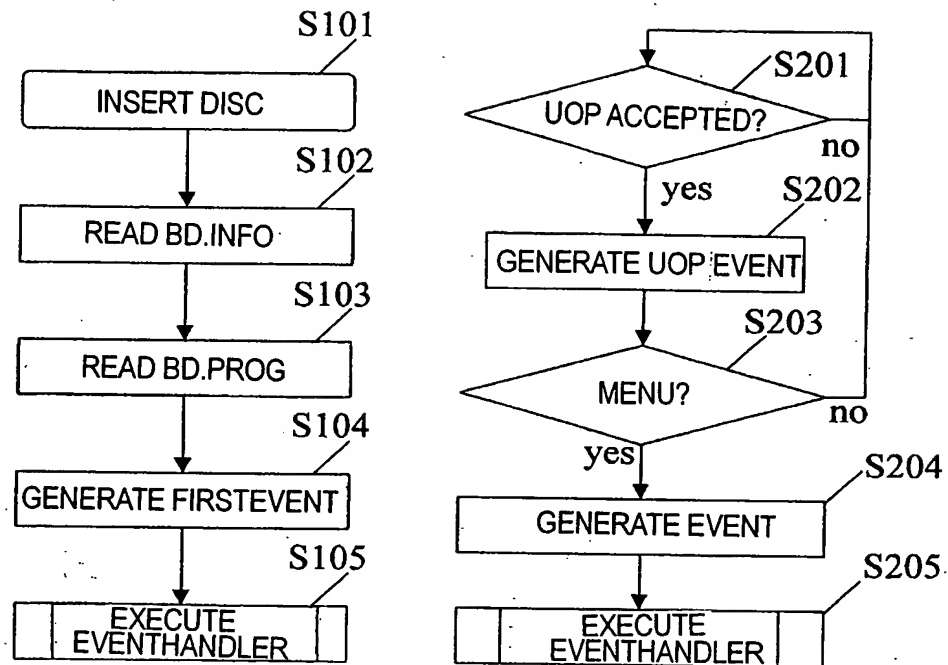 S101
INSERT DISC
S102
READ BD.INFO
S103
READ BD.PROG
S104
GENERATE FIRSTEVENT
S105
EXECUTE
EVENTHANDLER
S201
UOP ACCEPTED?
no
yes
S202
GENERATE UOP EVENT
S203
MENU?
no
yes
S204
GENERATE EVENT
S205
EXECUTE
EVENTHANDLER